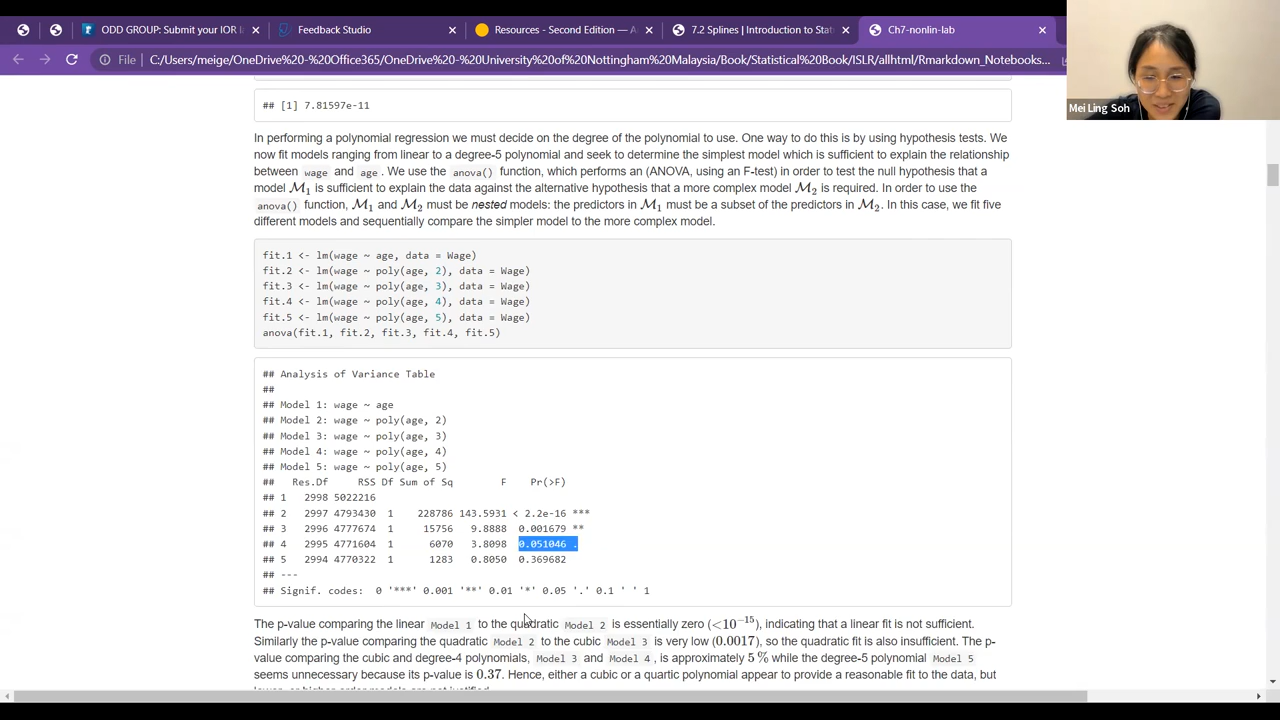 ODD GROUP: Submit your IOR I
Feedback Studio
Resources - Second Edition — A
7.2 Splines | Introduction to Stat
Ch7-nonlin-lab
File
C:/Users/meige/OneDrive%20-%20Office365/OneDrive%20-%20University%20of%20Nottingham%20Malaysia/Book/Statistical%20Book/ISLR/allhtml/Rmarkdown_Notebooks...
Mei Ling Soh
## [1] 7.81597e-11
In performing a polynomial regression we must decide on the degree of the polynomial to use. One way to do this is by using hypothesis tests. We
now fit models ranging from linear to a degree-5 polynomial and seek to determine the simplest model which is sufficient to explain the relationship
between wage and age. We use the anova() function, which performs an (ANOVA, using an F-test) in order to test the null hypothesis that a
model ℳ1 is sufficient to explain the data against the alternative hypothesis that a more complex model ℳ2 is required. In order to use the
anova() function, ℳ1 and ℳ2 must be nested models: the predictors in ℳ1 must be a subset of the predictors in ℳ2. In this case, we fit five
different models and sequentially compare the simpler model to the more complex model.
fit.1 <- lm(wage ~ age, data = Wage)
fit.2 <- lm(wage ~ poly(age, 2), data = Wage)
fit.3 <- lm(wage ~ poly(age, 3), data = Wage)
fit.4 <- lm(wage ~ poly(age, 4), data = Wage)
fit.5 <- lm(wage ~ poly(age, 5), data = Wage)
anova(fit.1, fit.2, fit.3, fit.4, fit.5)
## Analysis of Variance Table
##
## Model 1: wage ~ age
## Model 2: wage ~ poly(age, 2)
## Model 3: wage ~ poly(age, 3)
## Model 4: wage ~ poly(age, 4)
## Model 5: wage ~ poly(age, 5)
## Res.Df RSS Df Sum of Sq F Pr(>F)
## 1 2998 5022216
## 2 2997 4793430 1 228786 143.5931 < 2.2e-16 ***
## 3 2996 4777674 1 15756 9.8888 0.001679 **
## 4 2995 4771604 1 6070 3.8098 0.051046 .
## 5 2994 4770322 1 1283 0.8050 0.369682
## ---
## Signif. codes: 0 '***' 0.001 '**' 0.01 '*' 0.05 '.' 0.1 ' ' 1
The p-value comparing the linear Model 1 to the quadratic Model 2 is essentially zero (<10⁻¹⁵), indicating that a linear fit is not sufficient.
Similarly the p-value comparing the quadratic Model 2 to the cubic Model 3 is very low (0.0017), so the quadratic fit is also insufficient. The p-
value comparing the cubic and degree-4 polynomials, Model 3 and Model 4, is approximately 5 % while the degree-5 polynomial Model 5
seems unnecessary because its p-value is 0.37. Hence, either a cubic or a quartic polynomial appear to provide a reasonable fit to the data, but
lower- or higher-order models are not justified.